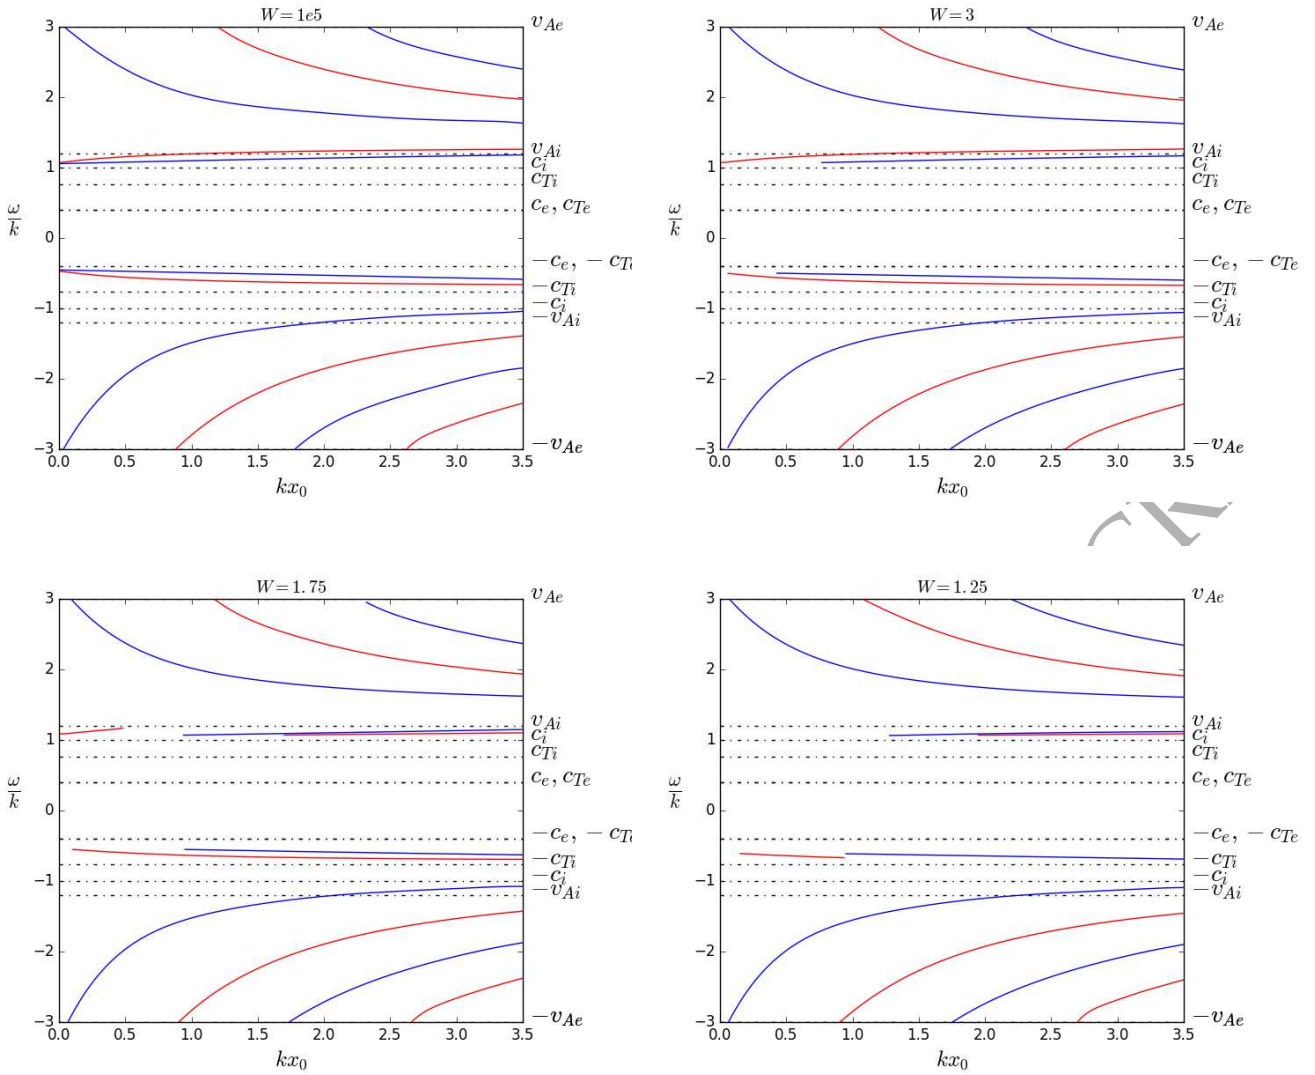 W = 1e5
3
2
1
0
−1
−2
−3
ω/k
0.0 0.5 1.0 1.5 2.0 2.5 3.0 3.5
kx₀
v_Ae
v_Ai
c_i
c_Ti
c_e, c_Te
−c_e, −c_T
−c_Ti
−c_i
−v_Ai
−v_Ae
W = 3
3
2
1
0
−1
−2
−3
ω/k
0.0 0.5 1.0 1.5 2.0 2.5 3.0 3.5
kx₀
v_Ae
v_Ai
c_i
c_Ti
c_e, c_Te
−c_e, −c_Te
−c_Ti
−c_i
−v_Ai
−v_Ae
W = 1.75
3
2
1
0
−1
−2
−3
ω/k
0.0 0.5 1.0 1.5 2.0 2.5 3.0 3.5
kx₀
v_Ae
v_Ai
c_i
c_Ti
c_e, c_Te
−c_e, −c_T
−c_Ti
−c_i
−v_Ai
−v_Ae
W = 1.25
3
2
1
0
−1
−2
−3
ω/k
0.0 0.5 1.0 1.5 2.0 2.5 3.0 3.5
kx₀
v_Ae
v_Ai
c_i
c_Ti
c_e, c_Te
−c_e, −c_Te
−c_Ti
−c_i
−v_Ai
−v_Ae